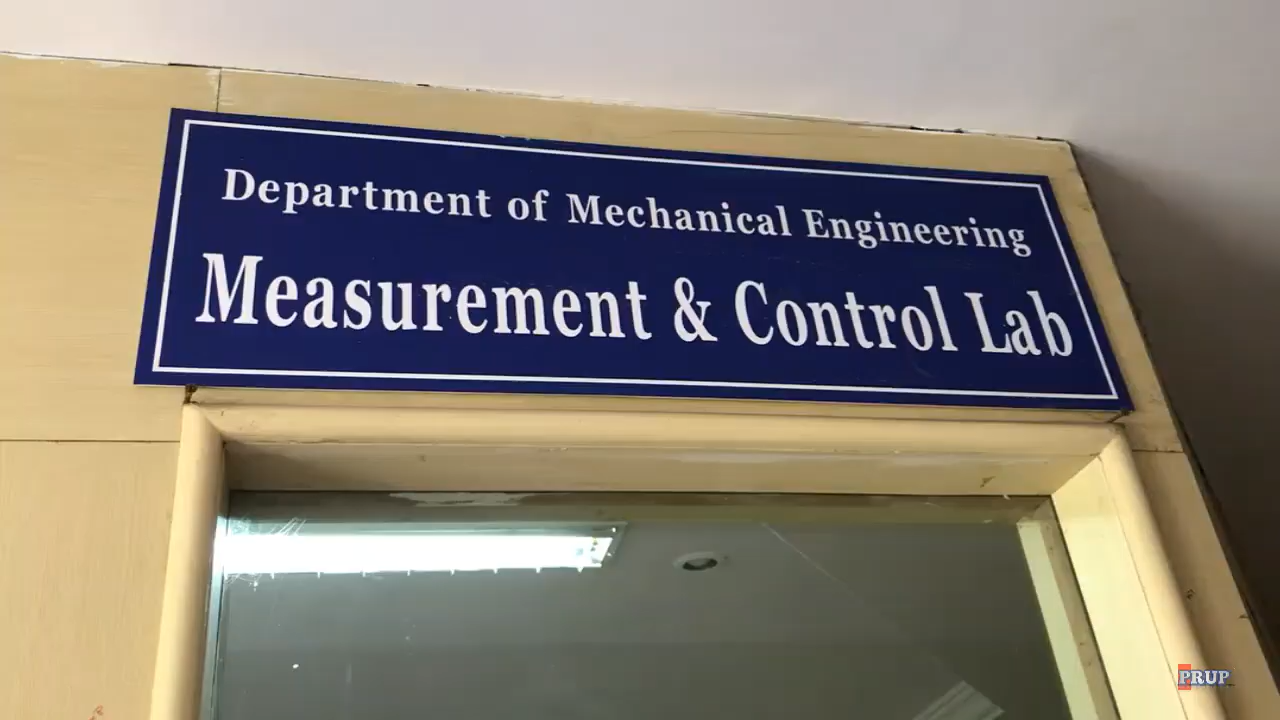 Department of Mechanical Engineering
Measurement & Control Lab
PRUP